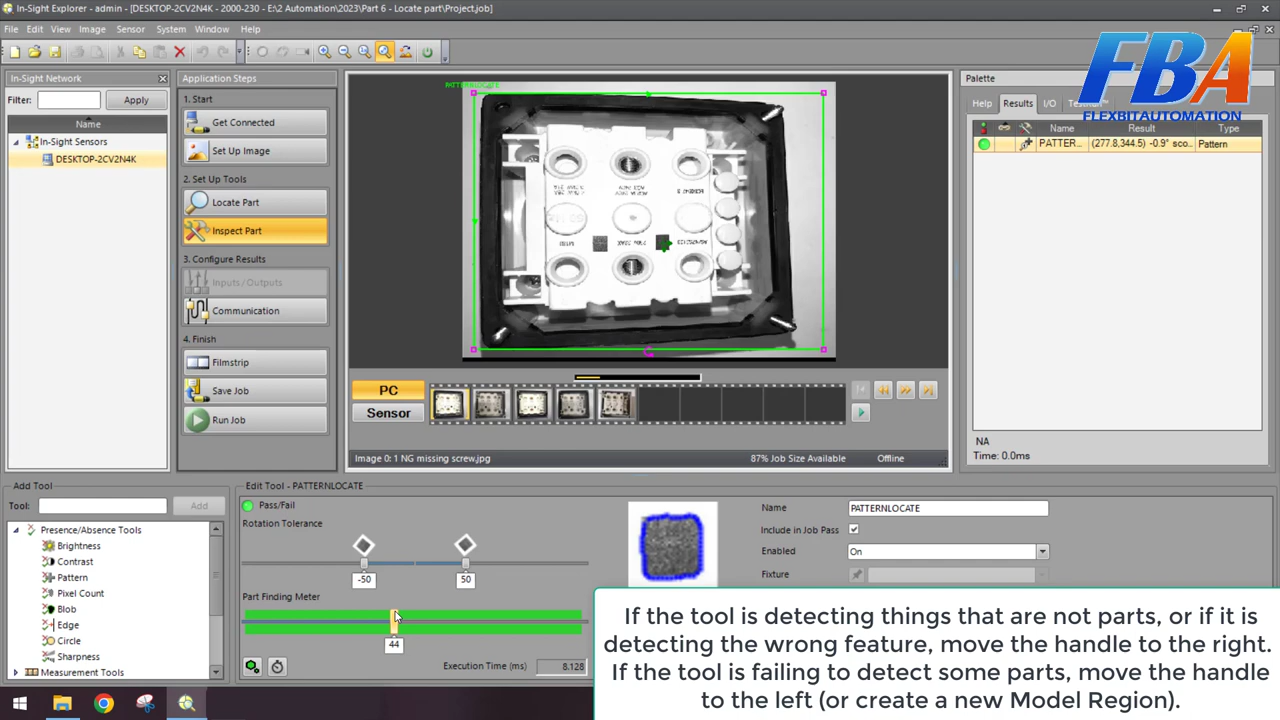 In-Sight Explorer - admin - [DESKTOP-2CV2N4K - 2000-230 - E:\2 Automation\2023\Part 6 - Locate part\Project.job]
File Edit View Image Sensor System Window Help
FBA
FLEXBITAUTOMATION
In-Sight Network
Filter:
Apply
Name
In-Sight Sensors
DESKTOP-2CV2N4K
Application Steps
1. Start
Get Connected
Set Up Image
2. Set Up Tools
Locate Part
Inspect Part
3. Configure Results
Inputs/Outputs
Communication
4. Finish
Filmstrip
Save Job
Run Job
PATTERNLOCATE
PC
Sensor
Image 0: 1 NG missing screw.jpg
87% Job Size Available
Offline
Palette
Help Results I/O
Name Result Type
PATTER... (277.8,344.5) -0.9° sco... Pattern
NA
Time: 0.0ms
Add Tool
Tool:
Add
Presence/Absence Tools
Brightness
Contrast
Pattern
Pixel Count
Blob
Edge
Circle
Sharpness
Measurement Tools
Edit Tool - PATTERNLOCATE
Pass/Fail
Rotation Tolerance
-50 50
Part Finding Meter
44
Execution Time (ms) 8.128
Name PATTERNLOCATE
Include in Job Pass
Enabled On
Fixture
If the tool is detecting things that are not parts, or if it is
detecting the wrong feature, move the handle to the right.
If the tool is failing to detect some parts, move the handle
to the left (or create a new Model Region).